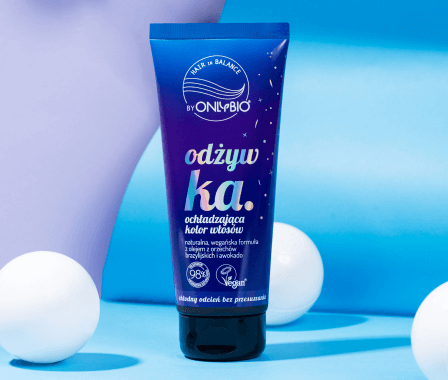 HAIR in BALANCE
BY ONLYBIO®
odżyw
ka.
ochładzająca
kolor włosów
naturalna, wegańska formuła
z olejem z orzechów
brazylijskich i awokado
98%
Vegan
chłodny odcień bez przesuszania